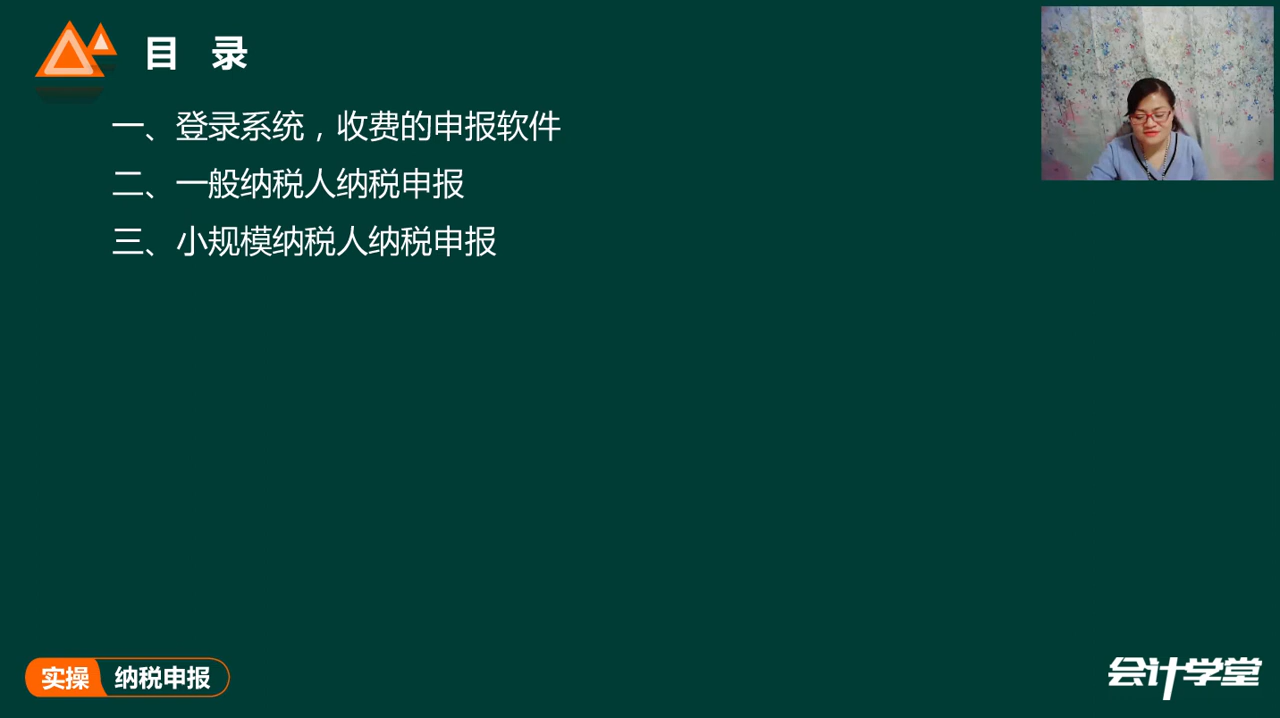 目 录
一、登录系统，收费的申报软件
二、一般纳税人纳税申报
三、小规模纳税人纳税申报
实操 纳税申报
会计学堂